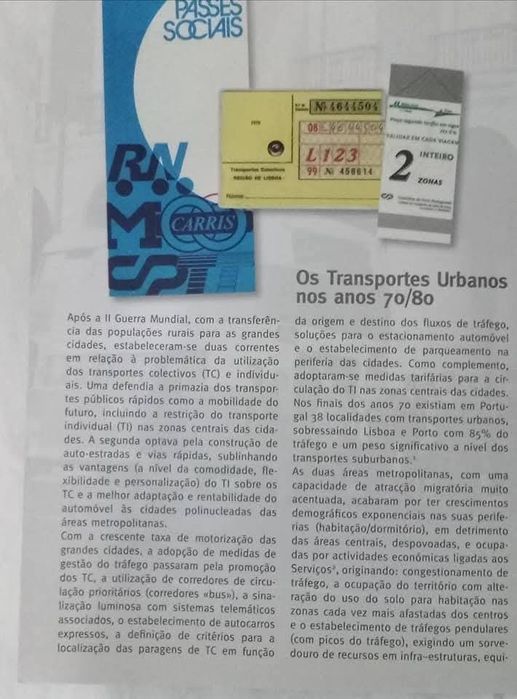 PASSES
SOCIAIS
RN
M
CARRIS
Nº 4644504
08
L 123
99 Nº 458614
Transportes Colectivos
REGIÃO DE LISBOA
VALIDAR EM CADA VIAGEM
2 INTEIRO
ZONAS
Os Transportes Urbanos
nos anos 70/80
Após a II Guerra Mundial, com a transferên-
cia das populações rurais para as grandes
cidades, estabeleceram-se duas correntes
em relação à problemática da utilização
dos transportes colectivos (TC) e individu-
ais. Uma defendia a primazia dos transpor-
tes públicos rápidos como a mobilidade do
futuro, incluindo a restrição do transporte
individual (TI) nas zonas centrais das cida-
des. A segunda optava pela construção de
auto-estradas e vias rápidas, sublinhando
as vantagens (a nível da comodidade, fle-
xibilidade e personalização) do TI sobre os
TC e a melhor adaptação e rentabilidade do
automóvel às cidades polinucleadas das
áreas metropolitanas.
Com a crescente taxa de motorização das
grandes cidades, a adopção de medidas de
gestão do tráfego passaram pela promoção
dos TC, a utilização de corredores de circu-
lação prioritários (corredores «bus»), a sina-
lização luminosa com sistemas telemáticos
associados, o estabelecimento de autocarros
expressos, a definição de critérios para a
localização das paragens de TC em função
da origem e destino dos fluxos de tráfego,
soluções para o estacionamento automóvel
e o estabelecimento de parqueamento na
periferia das cidades. Como complemento,
adoptaram-se medidas tarifárias para a cir-
culação do TI nas zonas centrais das cidades.
Nos finais dos anos 70 existiam em Portu-
gal 38 localidades com transportes urbanos,
sobressaindo Lisboa e Porto com 85% do
tráfego e um peso significativo a nível dos
transportes suburbanos.
As duas áreas metropolitanas, com uma
capacidade de atracção migratória muito
acentuada, acabaram por ter crescimentos
demográficos exponenciais nas suas perife-
rias (habitação/dormitório), em detrimento
das áreas centrais, despovoadas, e ocupa-
das por actividades económicas ligadas aos
Serviços, originando: congestionamento de
tráfego, a ocupação do território com alte-
ração do uso do solo para habitação nas
zonas cada vez mais afastadas dos centros
e o estabelecimento de tráfegos pendulares
(com picos do tráfego), exigindo um sorve-
douro de recursos em infra-estruturas, equi-